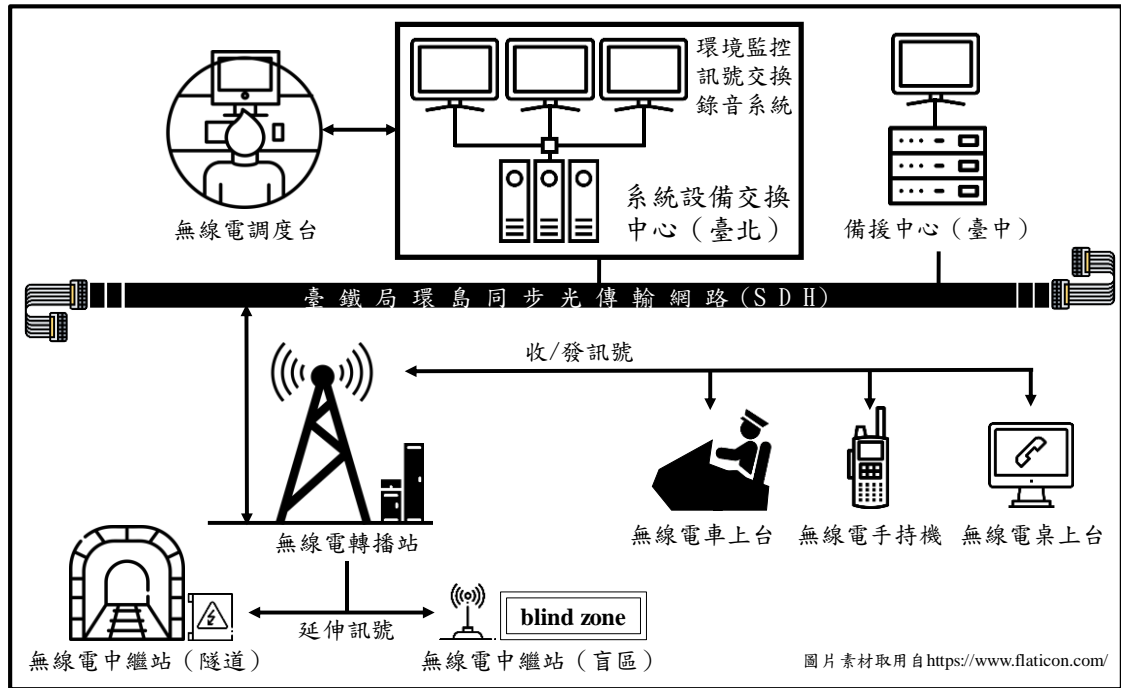 環境監控
訊號交換
錄音系統
系統設備交換
中心（臺北）
無線電調度台
備援中心（臺中）
臺鐵局環島同步光傳輸網路(SDH)
收/發訊號
無線電轉播站
無線電車上台
無線電手持機
無線電桌上台
延伸訊號
blind zone
無線電中繼站（隧道）
無線電中繼站（盲區）
圖片素材取用自https://www.flaticon.com/